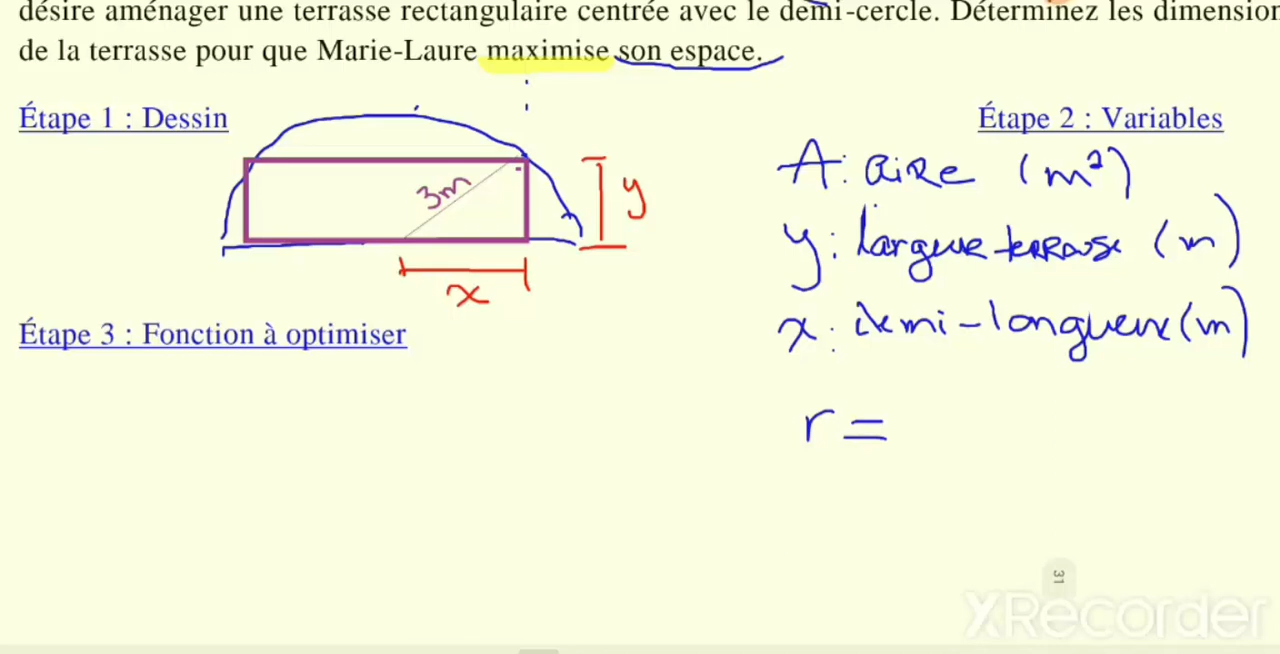 désire aménager une terrasse rectangulaire centrée avec le demi-cercle. Déterminez les dimension
de la terrasse pour que Marie-Laure maximise son espace.
Étape 1 : Dessin
Étape 2 : Variables
3m
y
x
A: aire (m²)
y: largeur terrasse (m)
x: demi-longueur (m)
Étape 3 : Fonction à optimiser
r =
31
XRecorder